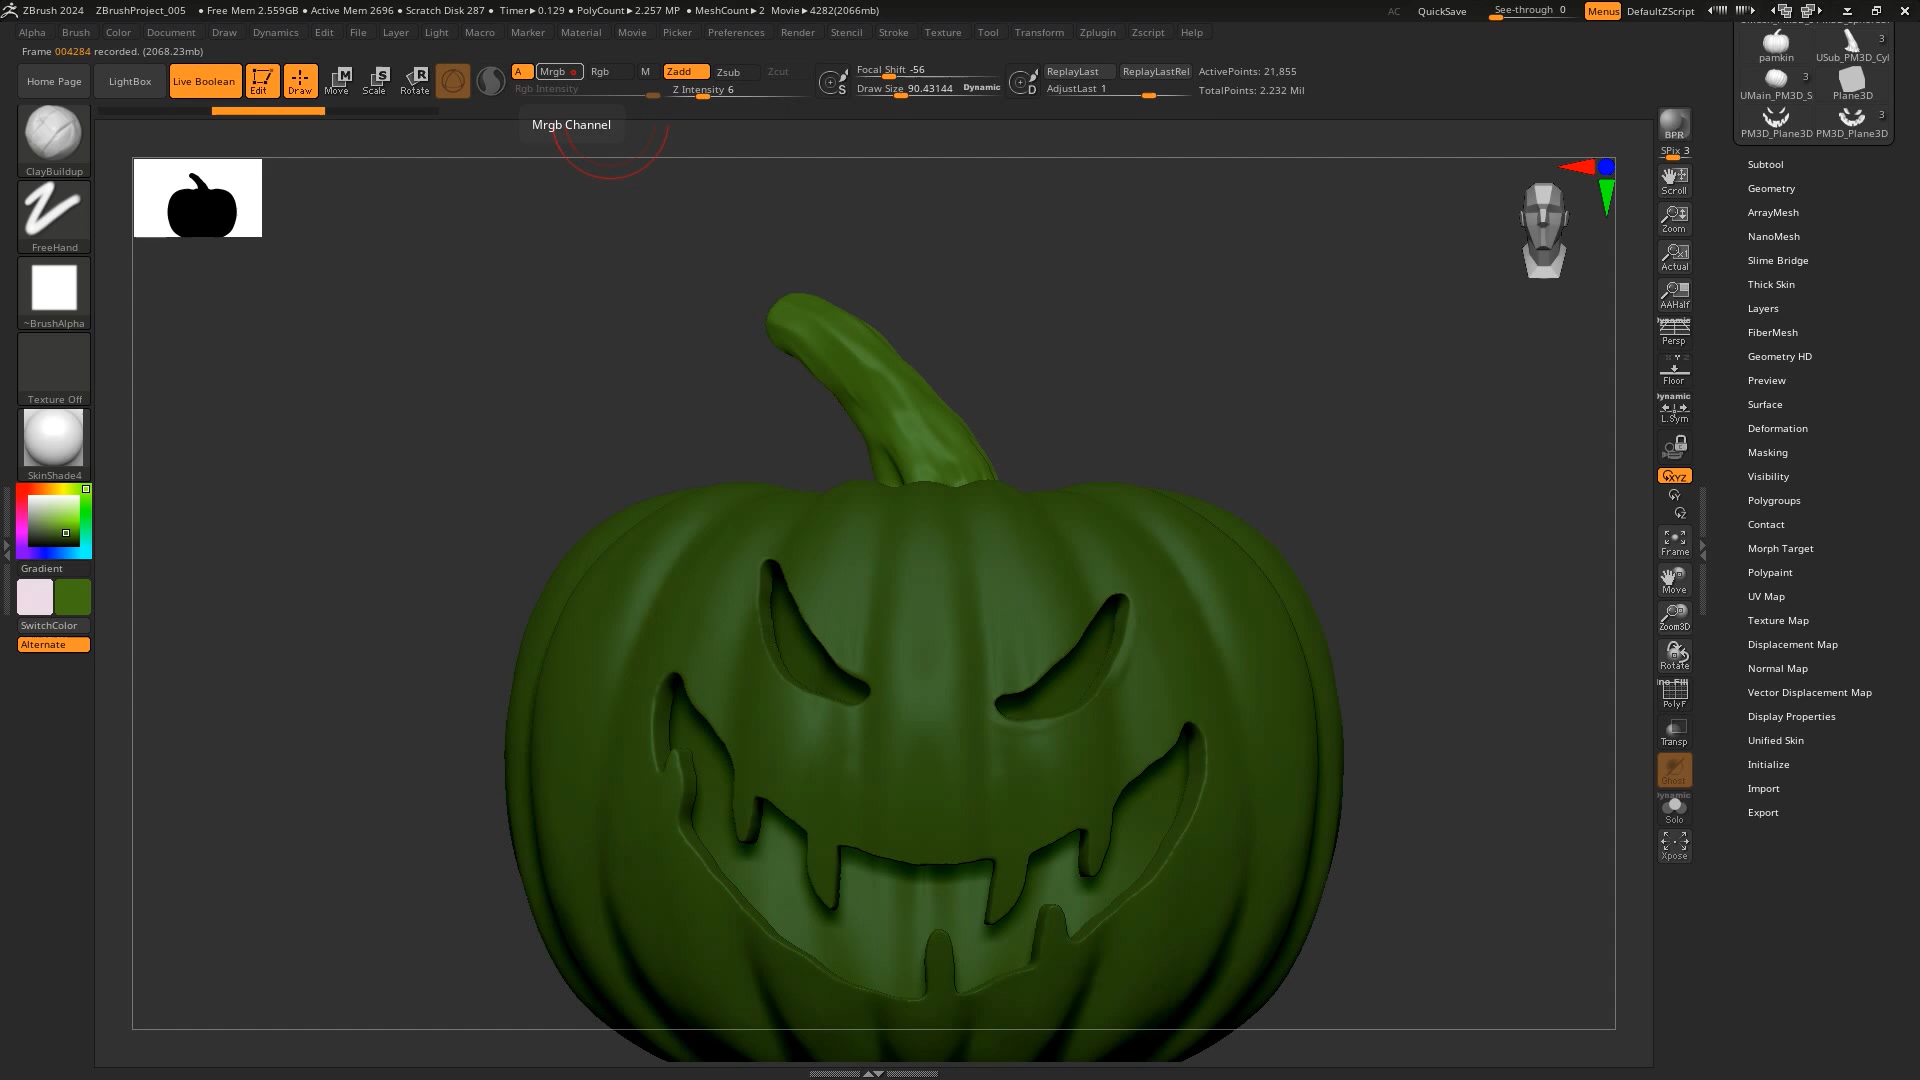 ZBrush 2024 ZBrushProject_005 • Free Mem 2.559GB • Active Mem 2696 • Scratch Disk 287 • Timer▸0.129 • PolyCount▸2.257 MP • MeshCount▸2 Movie▸4282(2066mb) AC QuickSave See-through 0 Menus DefaultZScript
Alpha Brush Color Document Draw Dynamics Edit File Layer Light Macro Marker Material Movie Picker Preferences Render Stencil Stroke Texture Tool Transform Zplugin Zscript Help
Frame 004284 recorded. (2068.23mb)
Home Page LightBox Live Boolean Edit Draw Move Scale Rotate
A Mrgb Rgb M Zadd Zsub Zcut
Rgb Intensity Z Intensity 6
Focal Shift -56
Draw Size 90.43144 Dynamic
S
D
ReplayLast ReplayLastRel ActivePoints: 21,855
AdjustLast 1 TotalPoints: 2.232 Mil
Mrgb Channel
ClayBuildup
FreeHand
~BrushAlpha
Texture Off
SkinShade4
Gradient
SwitchColor
Alternate
BPR
SPix 3
Scroll
Zoom
Actual
AAHalf
Dynamic
Persp
Floor
Dynamic
L.Sym
XYZ
Y
Z
Frame
Move
Zoom3D
Rotate
PolyF
Transp
Ghost
Dynamic
Solo
Xpose
3
pamkin USub_PM3D_Cyl
3
UMain_PM3D_S Plane3D
3
PM3D_Plane3D PM3D_Plane3D
Subtool
Geometry
ArrayMesh
NanoMesh
Slime Bridge
Thick Skin
Layers
FiberMesh
Geometry HD
Preview
Surface
Deformation
Masking
Visibility
Polygroups
Contact
Morph Target
Polypaint
UV Map
Texture Map
Displacement Map
Normal Map
Vector Displacement Map
Display Properties
Unified Skin
Initialize
Import
Export